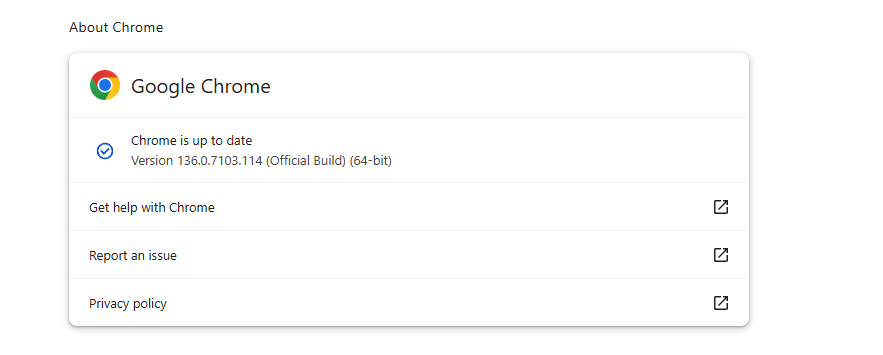 About Chrome
Google Chrome
Chrome is up to date
Version 136.0.7103.114 (Official Build) (64-bit)
Get help with Chrome
Report an issue
Privacy policy